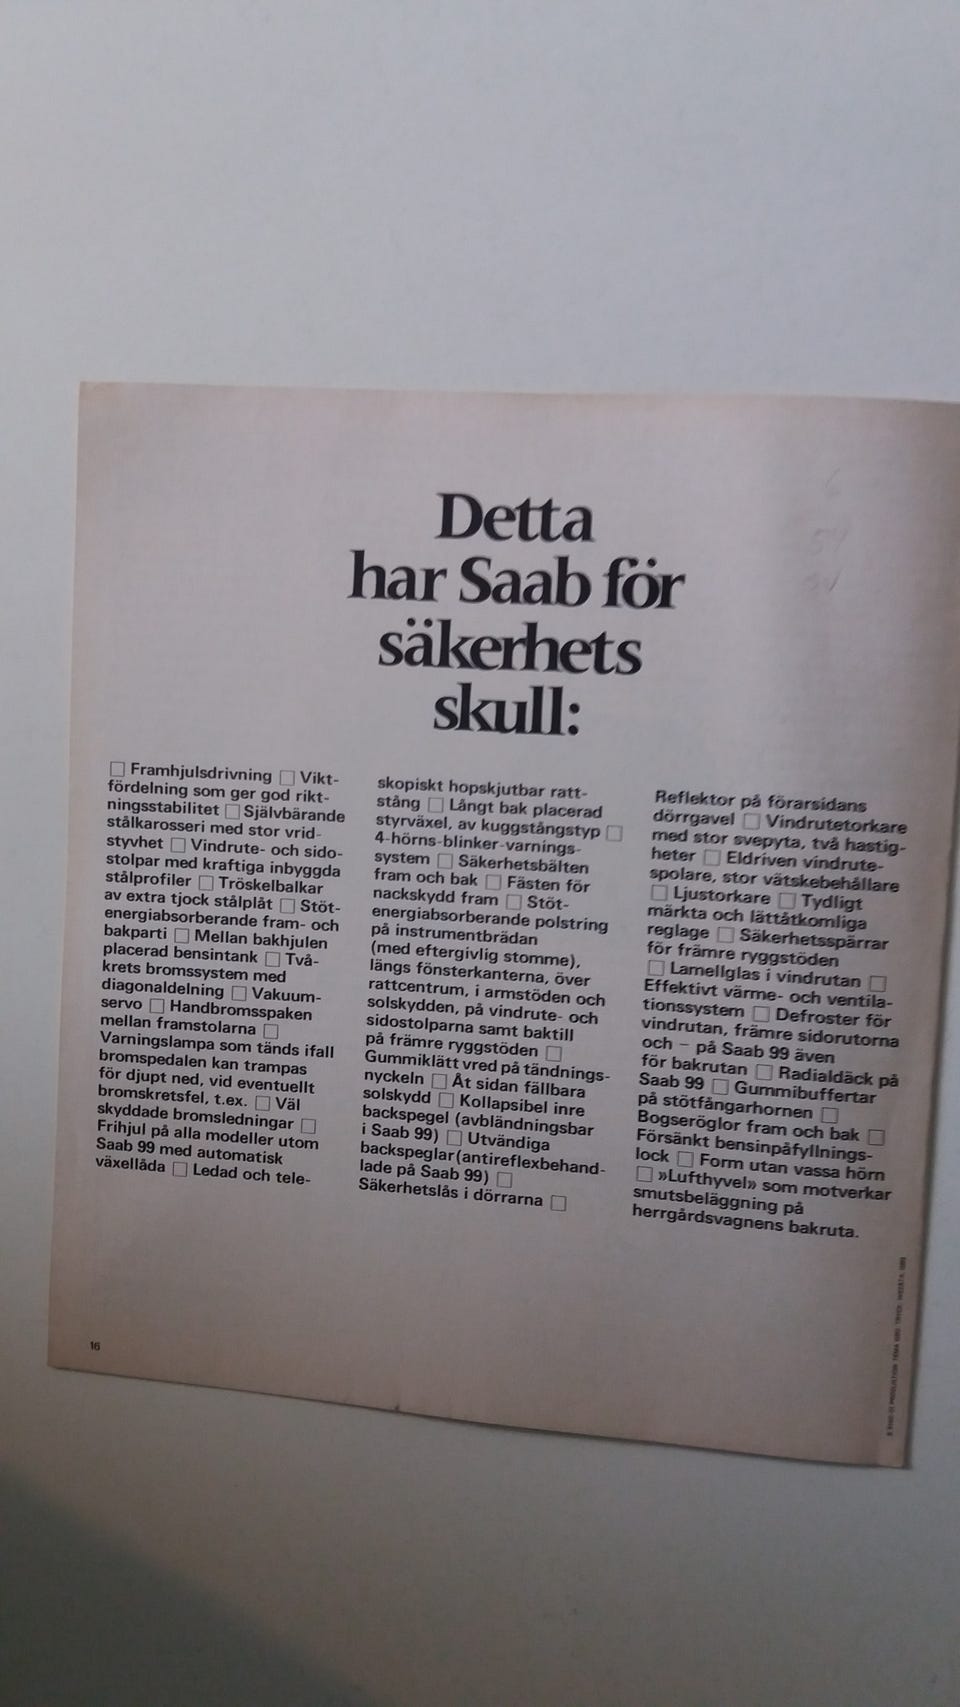 Detta
har Saab för
säkerhets
skull:
□ Framhjulsdrivning □ Vikt-
fördelning som ger god rikt-
ningsstabilitet □ Självbärande
stålkarosseri med stor vrid-
styvhet □ Vindrute- och sido-
stolpar med kraftiga inbyggda
stålprofiler □ Tröskelbalkar
av extra tjock stålplåt □ Stöt-
energiabsorberande fram- och
bakparti □ Mellan bakhjulen
placerad bensintank □ Två-
krets bromssystem med
diagonaldelning □ Vakuum-
servo □ Handbromsspaken
mellan framstolarna □
Varningslampa som tänds ifall
bromspedalen kan trampas
för djupt ned, vid eventuellt
bromskretsfel, t.ex. □ Väl
skyddade bromsledningar □
Frihjul på alla modeller utom
Saab 99 med automatisk
växellåda □ Ledad och tele-
skopiskt hopskjutbar ratt-
stång □ Långt bak placerad
styrväxel, av kuggstångstyp □
4-hörns-blinker-varnings-
system □ Säkerhetsbälten
fram och bak □ Fästen för
nackskydd fram □ Stöt-
energiabsorberande polstring
på instrumentbrädan
(med eftergivlig stomme),
längs fönsterkanterna, över
rattcentrum, i armstöden och
solskydden, på vindrute- och
sidostolparna samt baktill
på främre ryggstöden □
Gummiklätt vred på tändnings-
nyckeln □ Åt sidan fällbara
solskydd □ Kollapsibel inre
backspegel (avbländningsbar
i Saab 99) □ Utvändiga
backspeglar (antireflexbehand-
lade på Saab 99) □
Säkerhetslås i dörrarna □
Reflektor på förarsidans
dörrgavel □ Vindrutetorkare
med stor svepyta, två hastig-
heter □ Eldriven vindrute-
spolare, stor vätskebehållare
□ Ljustorkare □ Tydligt
märkta och lättåtkomliga
reglage □ Säkerhetsspärrar
för främre ryggstöden
□ Lamellglas i vindrutan □
Effektivt värme- och ventila-
tionssystem □ Defroster för
vindrutan, främre sidorutorna
och – på Saab 99 även
för bakrutan □ Radialdäck på
Saab 99 □ Gummibuffertar
på stötfångarhornen □
Bogseröglor fram och bak □
Försänkt bensinpåfyllnings-
lock □ Form utan vassa hörn
□ »Lufthyvel» som motverkar
smutsbeläggning på
herrgårdsvagnens bakruta.
16